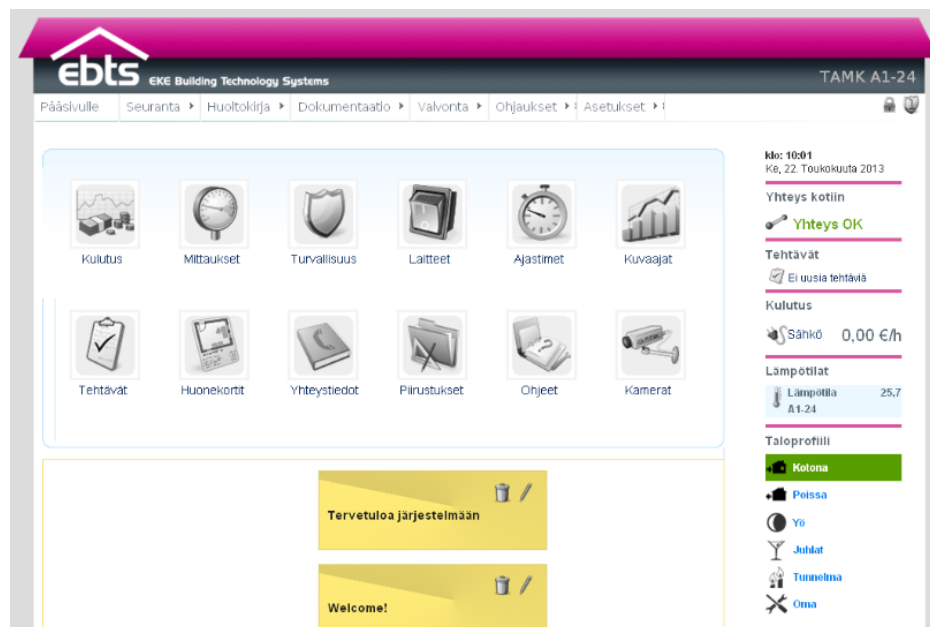 ebts EKE Building Technology Systems
TAMK A1-24
Pääsivulle Seuranta Huoltokirja Dokumentaatio Valvonta Ohjaukset Asetukset
klo: 10:01
Ke, 22. Toukokuuta 2013
Yhteys kotiin
Yhteys OK
Tehtävät
Ei uusia tehtäviä
Kulutus
Sähkö 0,00 €/h
Lämpötilat
Lämpötila 25,7
A1-24
Taloprofiili
Kotona
Poissa
Yö
Juhlat
Tunnelma
Oma
Kulutus Mittaukset Turvallisuus Laitteet Ajastimet Kuvaajat
Tehtävät Huonekortit Yhteystiedot Piirustukset Ohjeet Kamerat
Tervetuloa järjestelmään
Welcome!